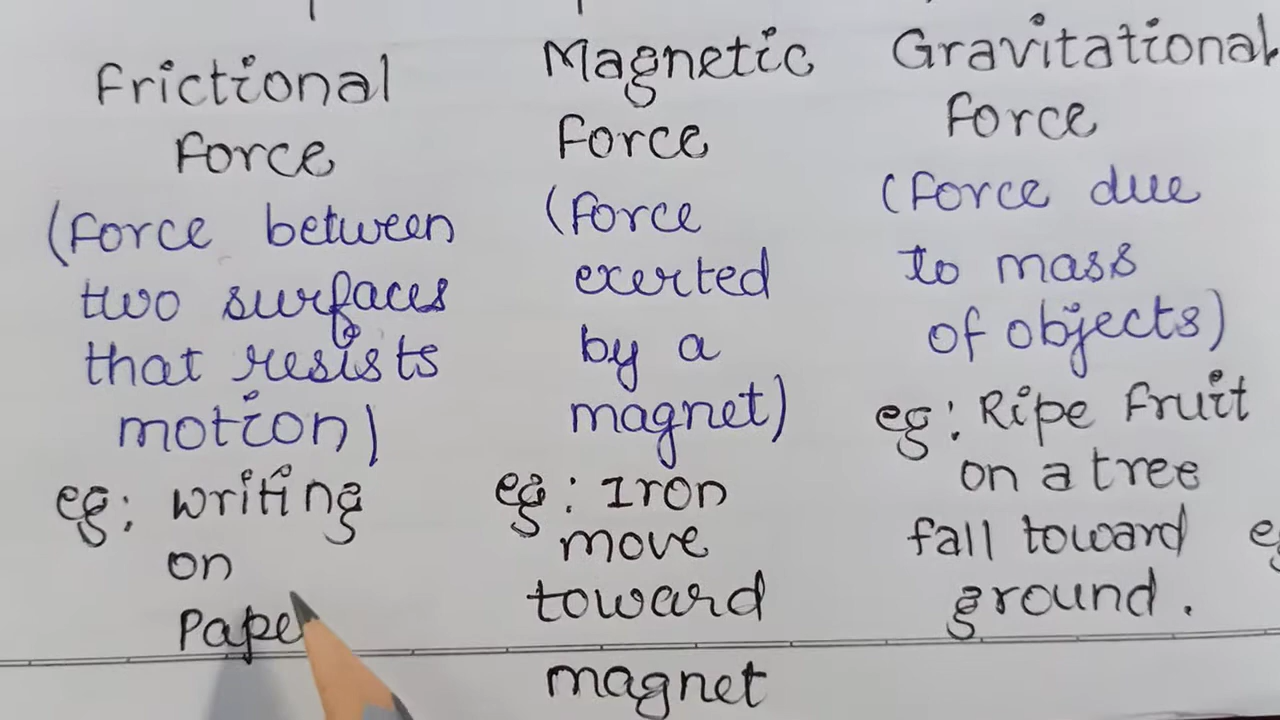 Frictional
Force
(Force between
two surfaces
that resists
motion)
eg: writing
on
Pape
Magnetic
Force
(Force
exerted
by a
magnet)
eg: Iron
move
toward
magnet
Gravitational
Force
(Force due
to mass
of objects)
eg: Ripe Fruit
on a tree
fall toward
ground.